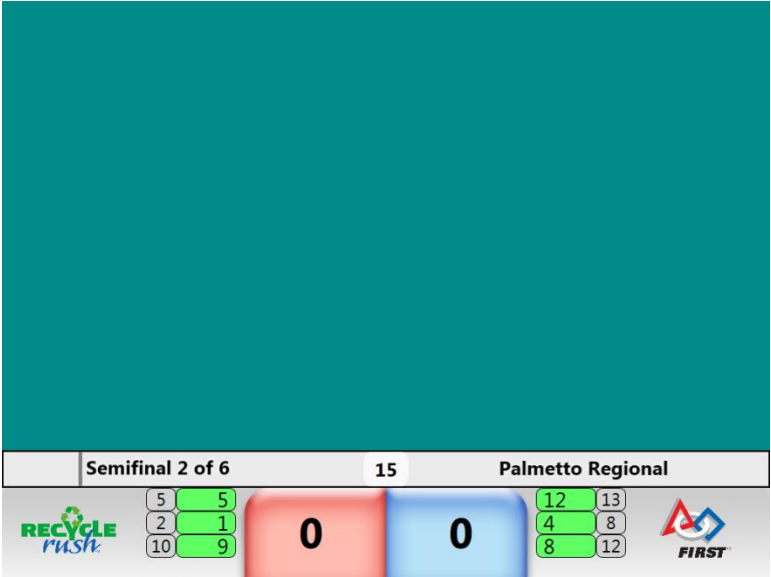 Semifinal 2 of 6 15 Palmetto Regional
5 5 12 13
2 1 4 8
10 9 8 12
0 0
RECYCLE
rush
FIRST